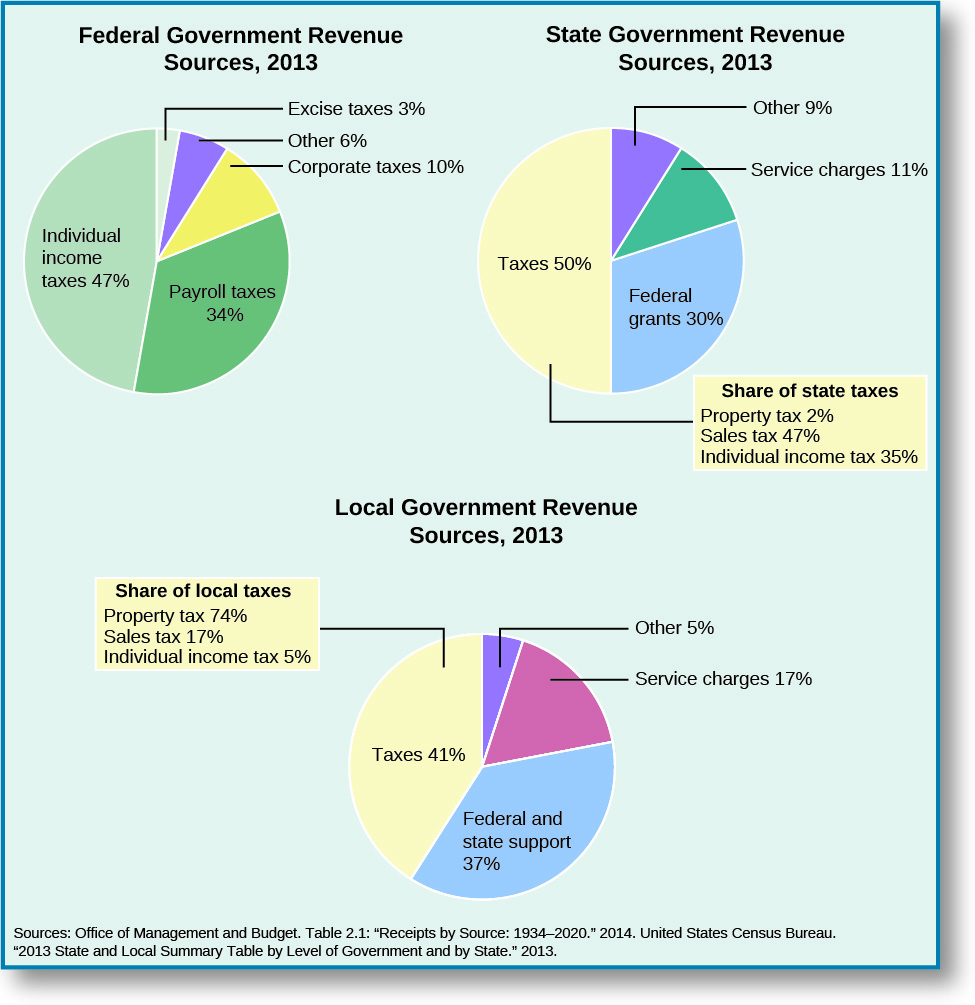 Federal Government Revenue
Sources, 2013
Excise taxes 3%
Other 6%
Corporate taxes 10%
Individual
income
taxes 47%
Payroll taxes
34%
State Government Revenue
Sources, 2013
Other 9%
Service charges 11%
Taxes 50%
Federal
grants 30%
Share of state taxes
Property tax 2%
Sales tax 47%
Individual income tax 35%
Local Government Revenue
Sources, 2013
Share of local taxes
Property tax 74%
Sales tax 17%
Individual income tax 5%
Other 5%
Service charges 17%
Taxes 41%
Federal and
state support
37%
Sources: Office of Management and Budget. Table 2.1: “Receipts by Source: 1934–2020.” 2014. United States Census Bureau.
“2013 State and Local Summary Table by Level of Government and by State.” 2013.